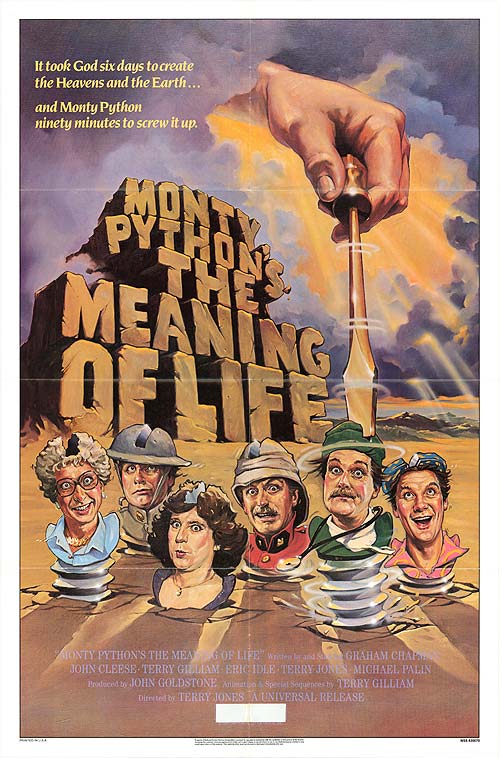 It took God six days to create
the Heavens and the Earth...
and Monty Python
ninety minutes to screw it up.
MONTY
PYTHON'S
THE
MEANING
OF LIFE
"MONTY PYTHON'S THE MEANING OF LIFE" Written by and Starring GRAHAM CHAPMAN
JOHN CLEESE · TERRY GILLIAM · ERIC IDLE · TERRY JONES · MICHAEL PALIN
Produced by JOHN GOLDSTONE Animation & Special Sequences by TERRY GILLIAM
Directed by TERRY JONES A UNIVERSAL RELEASE